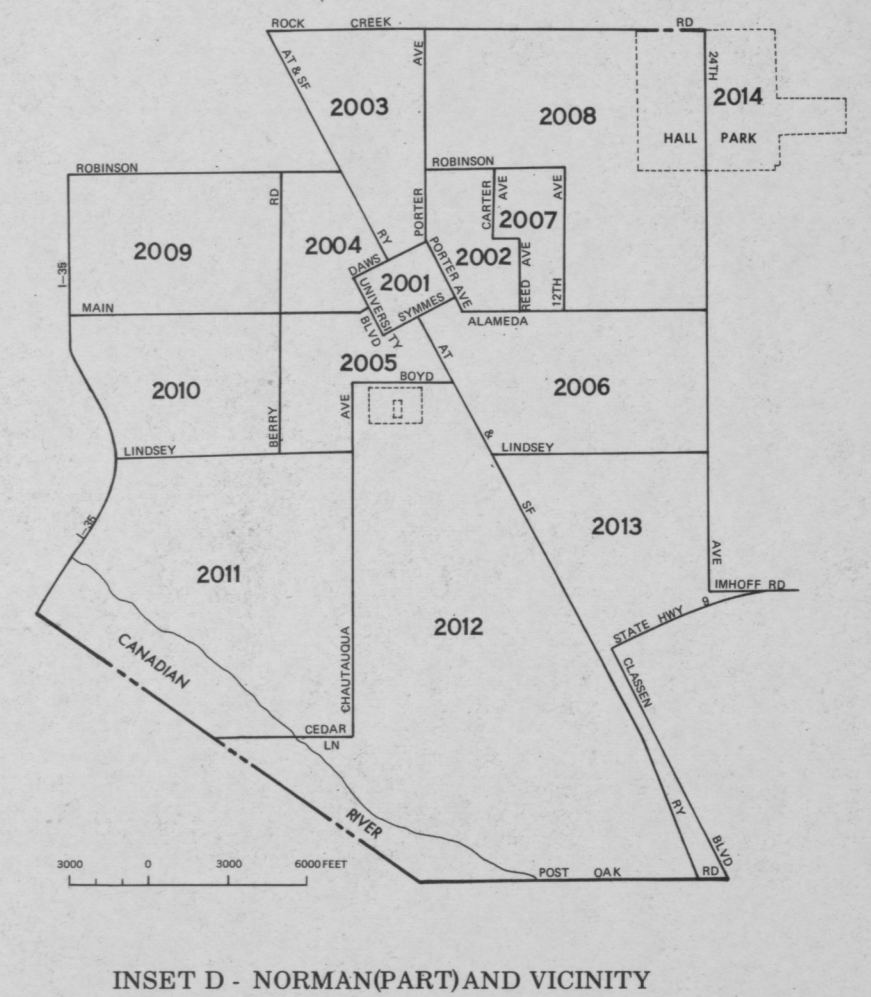 ROCK CREEK RD
AT & SF
AVE
24TH
2003
2014
2008
HALL PARK
ROBINSON
ROBINSON
RD
CARTER
AVE
AVE
PORTER
2007
2009
2004
RY
2002
I-35
DAWS
2001
PORTER AVE
REED AVE
12TH
MAIN
UNIVERSITY
BLVD
SYMMES
ALAMEDA
2005
AT
BOYD
2010
2006
AVE
BERRY
LINDSEY
&
LINDSEY
I-35
SF
2013
AVE
2011
IMHOFF RD
STATE HWY 9
2012
CANADIAN
CHAUTAUQUA
CLASSEN
CEDAR
LN
RIVER
RY
BLVD
3000 0 3000 6000 FEET
POST OAK RD
INSET D - NORMAN(PART) AND VICINITY